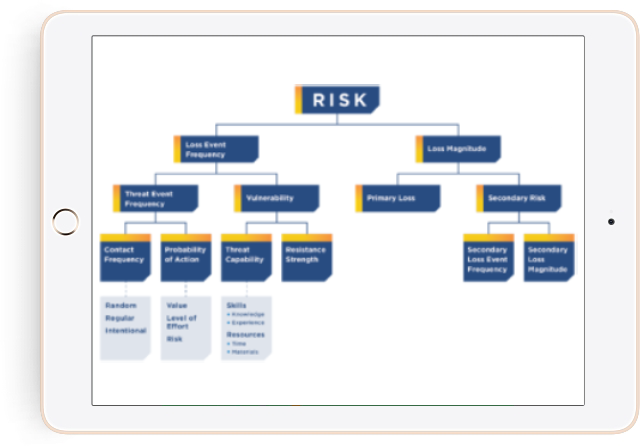 RISK
Loss Event
Frequency
Loss Magnitude
Threat Event
Frequency
Vulnerability
Primary Loss
Secondary Risk
Contact
Frequency
Probability
of Action
Threat
Capability
Resistance
Strength
Secondary
Loss Event
Frequency
Secondary
Loss
Magnitude
Random
Regular
Intentional
Value
Level of
Effort
Risk
Skills
• Knowledge
• Experience
Resources
• Time
• Materials